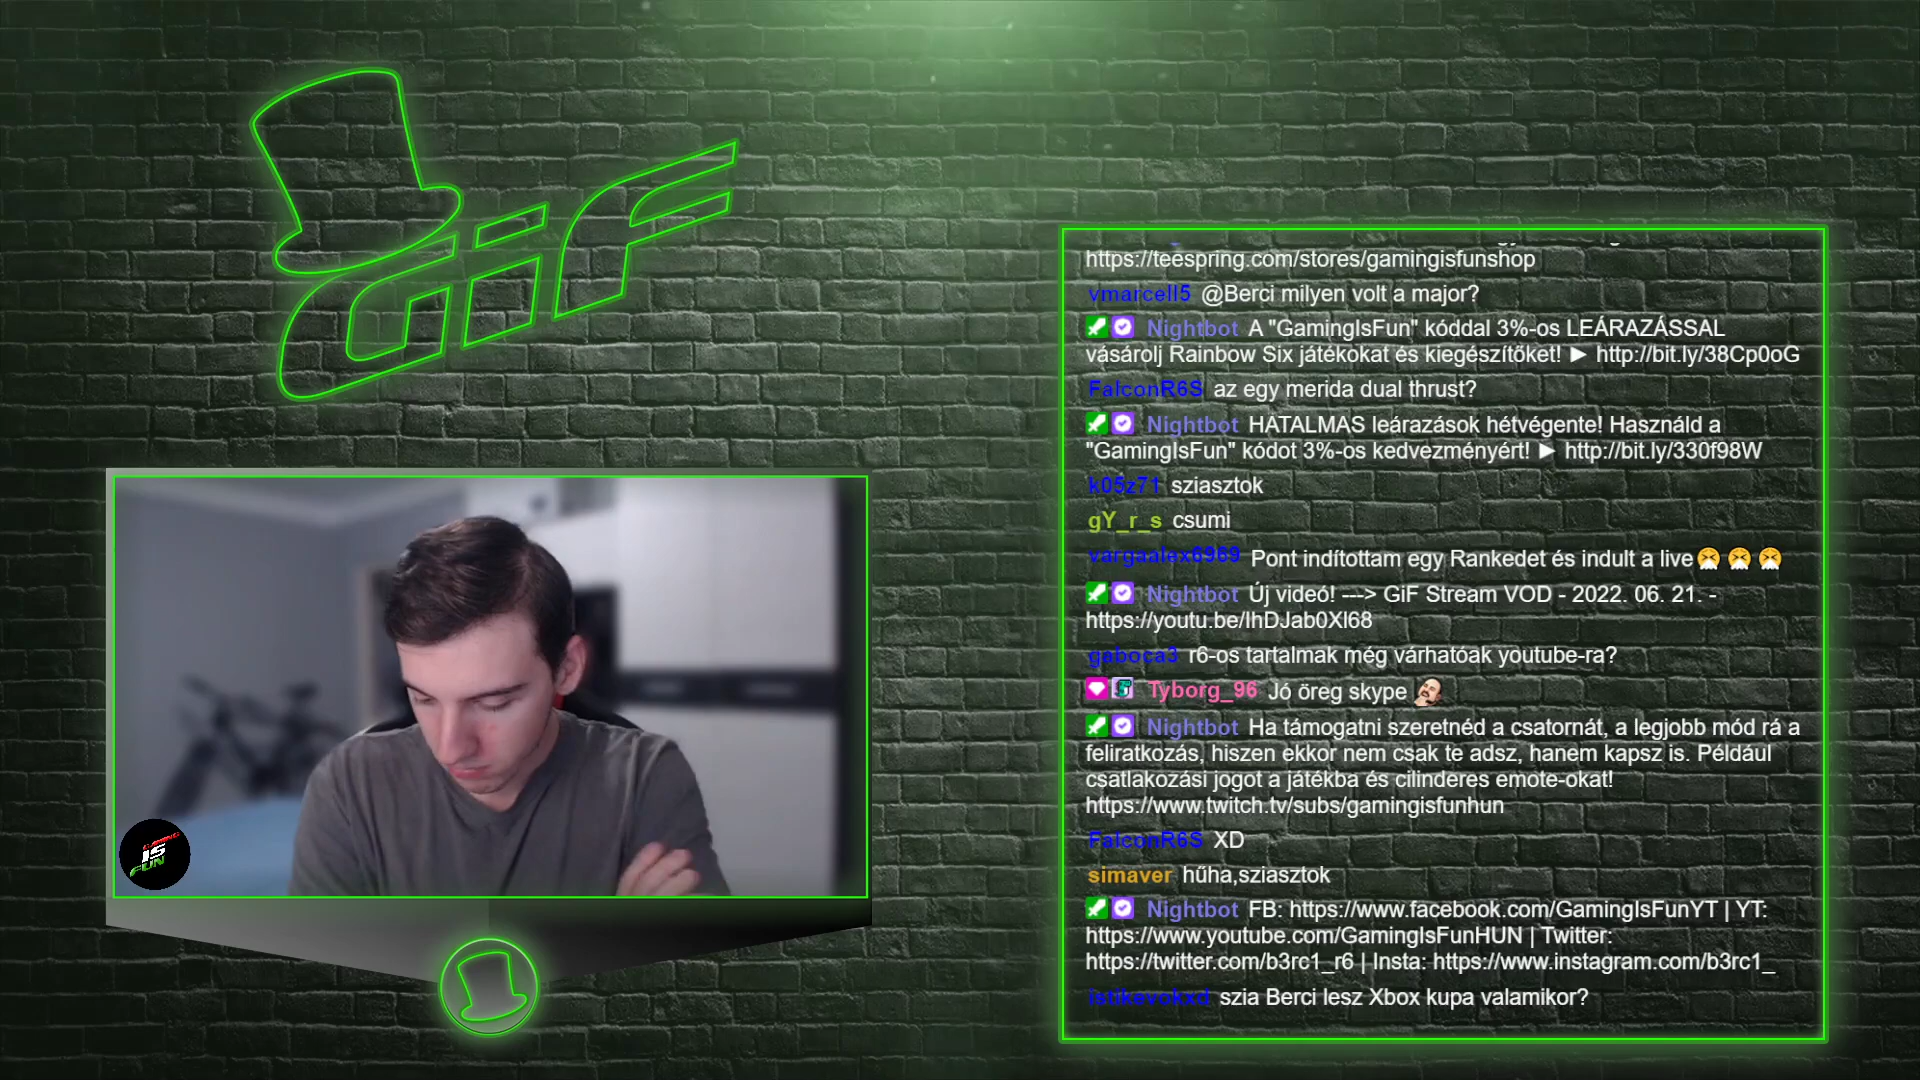 GiF
https://teespring.com/stores/gamingisfunshop
vmarcell5 @Berci milyen volt a major?
Nightbot A "GamingIsFun" kóddal 3%-os LEÁRAZÁSSAL
vásárolj Rainbow Six játékokat és kiegészítőket! ► http://bit.ly/38Cp0oG
FalconR6S az egy merida dual thrust?
Nightbot HATALMAS leárazások hétvégente! Használd a
"GamingIsFun" kódot 3%-os kedvezményért! ► http://bit.ly/330f98W
k05z71 sziasztok
gY_r_s csumi
vargaalex6969 Pont indítottam egy Rankedet és indult a live😤 😤 😤
Nightbot Új videó! ---> GiF Stream VOD - 2022. 06. 21. -
https://youtu.be/IhDJab0Xl68
gaboca3 r6-os tartalmak még várhatóak youtube-ra?
Tyborg_96 Jó öreg skype
Nightbot Ha támogatni szeretnéd a csatornát, a legjobb mód rá a
feliratkozás, hiszen ekkor nem csak te adsz, hanem kapsz is. Például
csatlakozási jogot a játékba és cilinderes emote-okat!
https://www.twitch.tv/subs/gamingisfunhun
FalconR6S XD
simaver hűha,sziasztok
Nightbot FB: https://www.facebook.com/GamingIsFunYT | YT:
https://www.youtube.com/GamingIsFunHUN | Twitter:
https://twitter.com/b3rc1_r6 | Insta: https://www.instagram.com/b3rc1_
istikevokxd szia Berci lesz Xbox kupa valamikor?
GAMING
IS
FUN